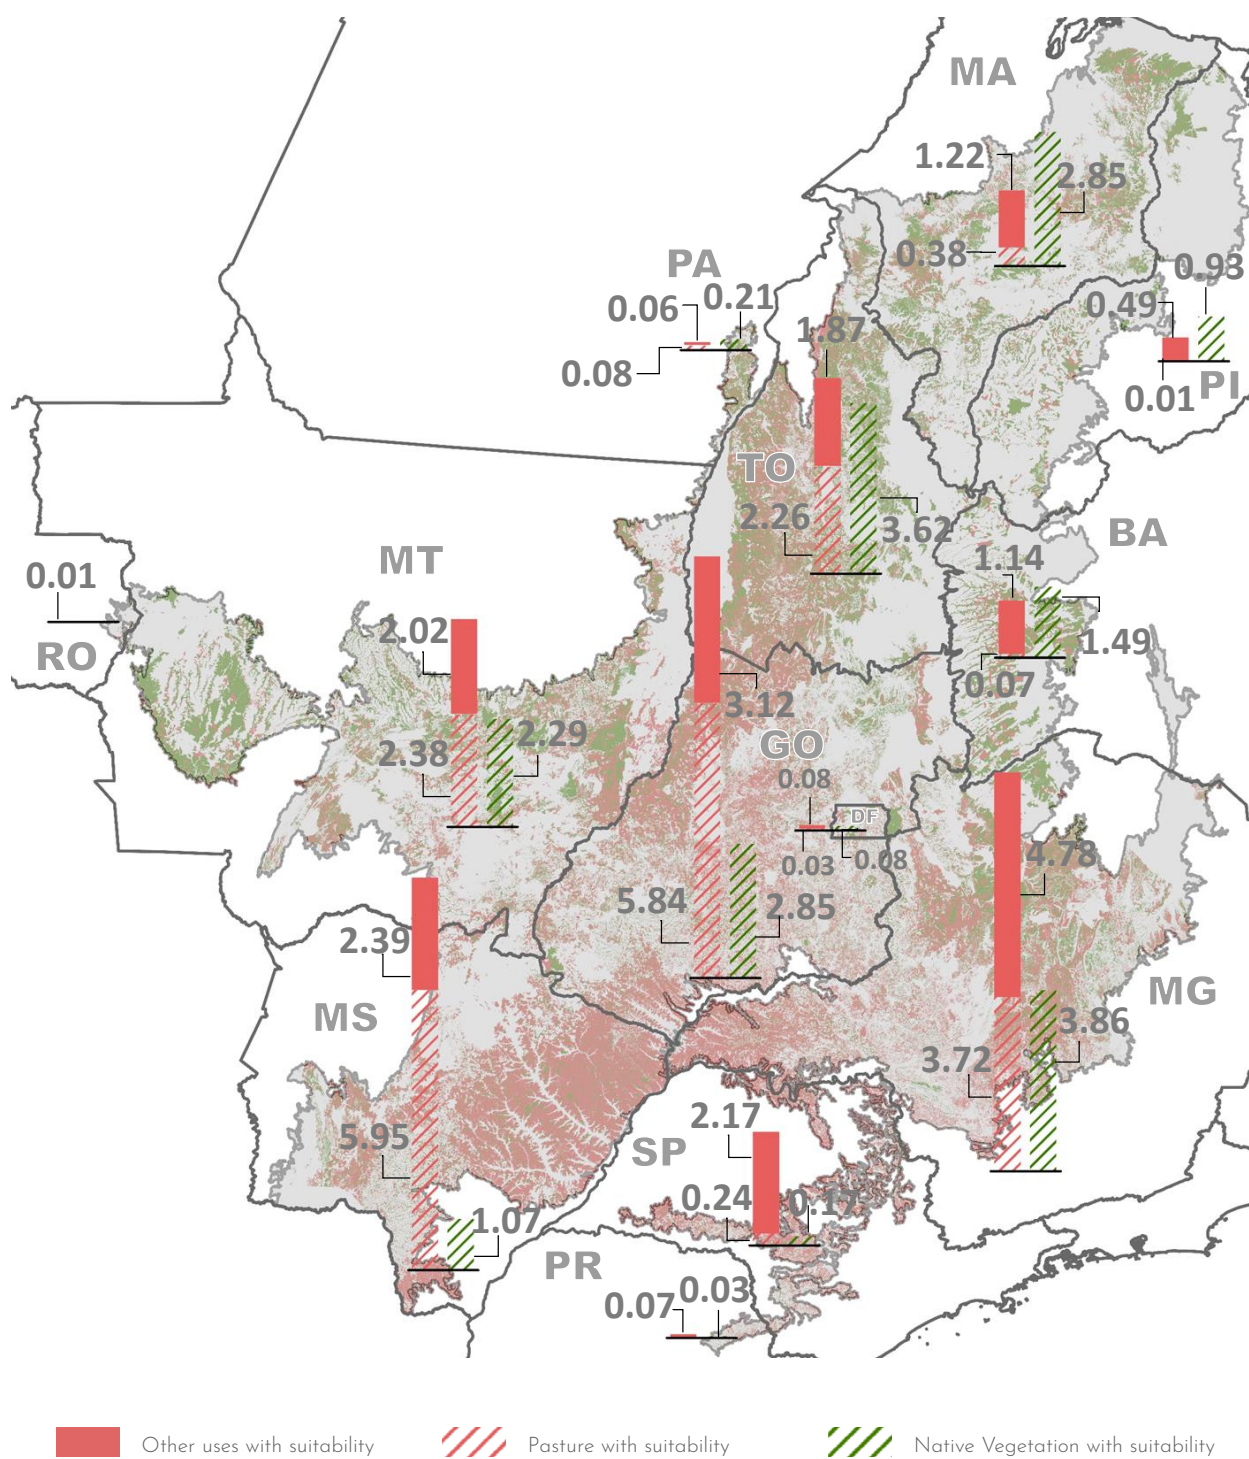 MA
1.22
2.85
0.38
PA
0.06
0.21
0.08
0.93
0.49
0.01
PI
1.87
TO
2.26
3.62
BA
1.14
1.49
0.07
MT
0.01
RO
2.02
2.38
2.29
3.12
GO
0.08
DF
0.03
0.08
5.84
2.85
4.78
MG
3.86
3.72
2.39
MS
5.95
1.07
2.17
SP
0.24
0.17
PR
0.07
0.03
Other uses with suitability
Pasture with suitability
Native Vegetation with suitability